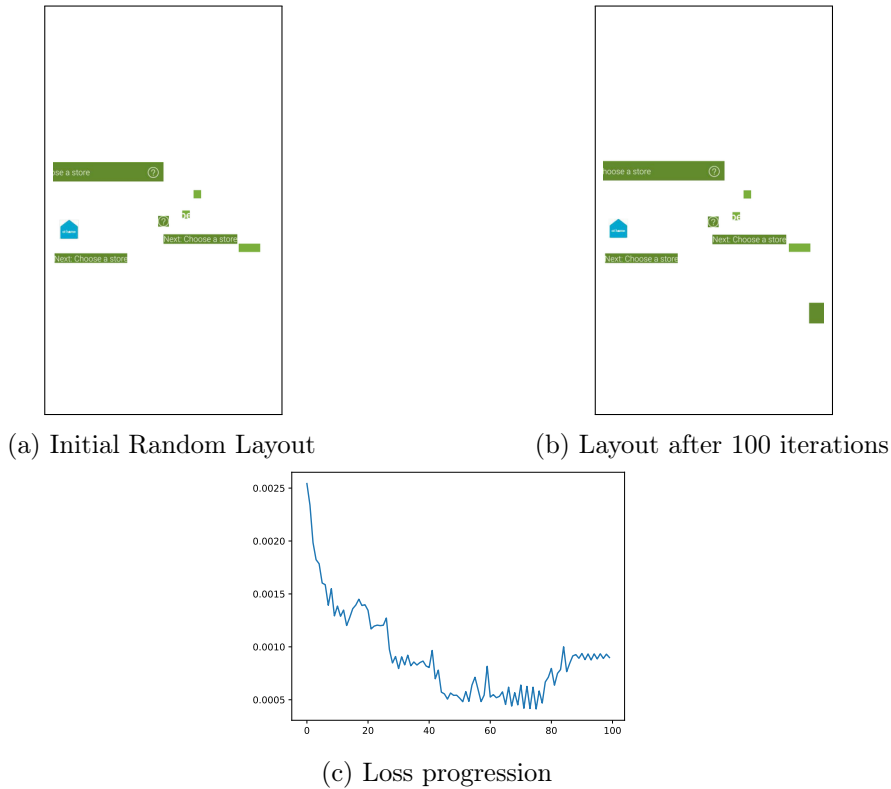 ose a store ?
?
Next: Choose a store
Next: Choose a store
hoose a store ?
?
Next: Choose a store
Next: Choose a store
(a) Initial Random Layout
(b) Layout after 100 iterations
0.0025
0.0020
0.0015
0.0010
0.0005
0 20 40 60 80 100
(c) Loss progression